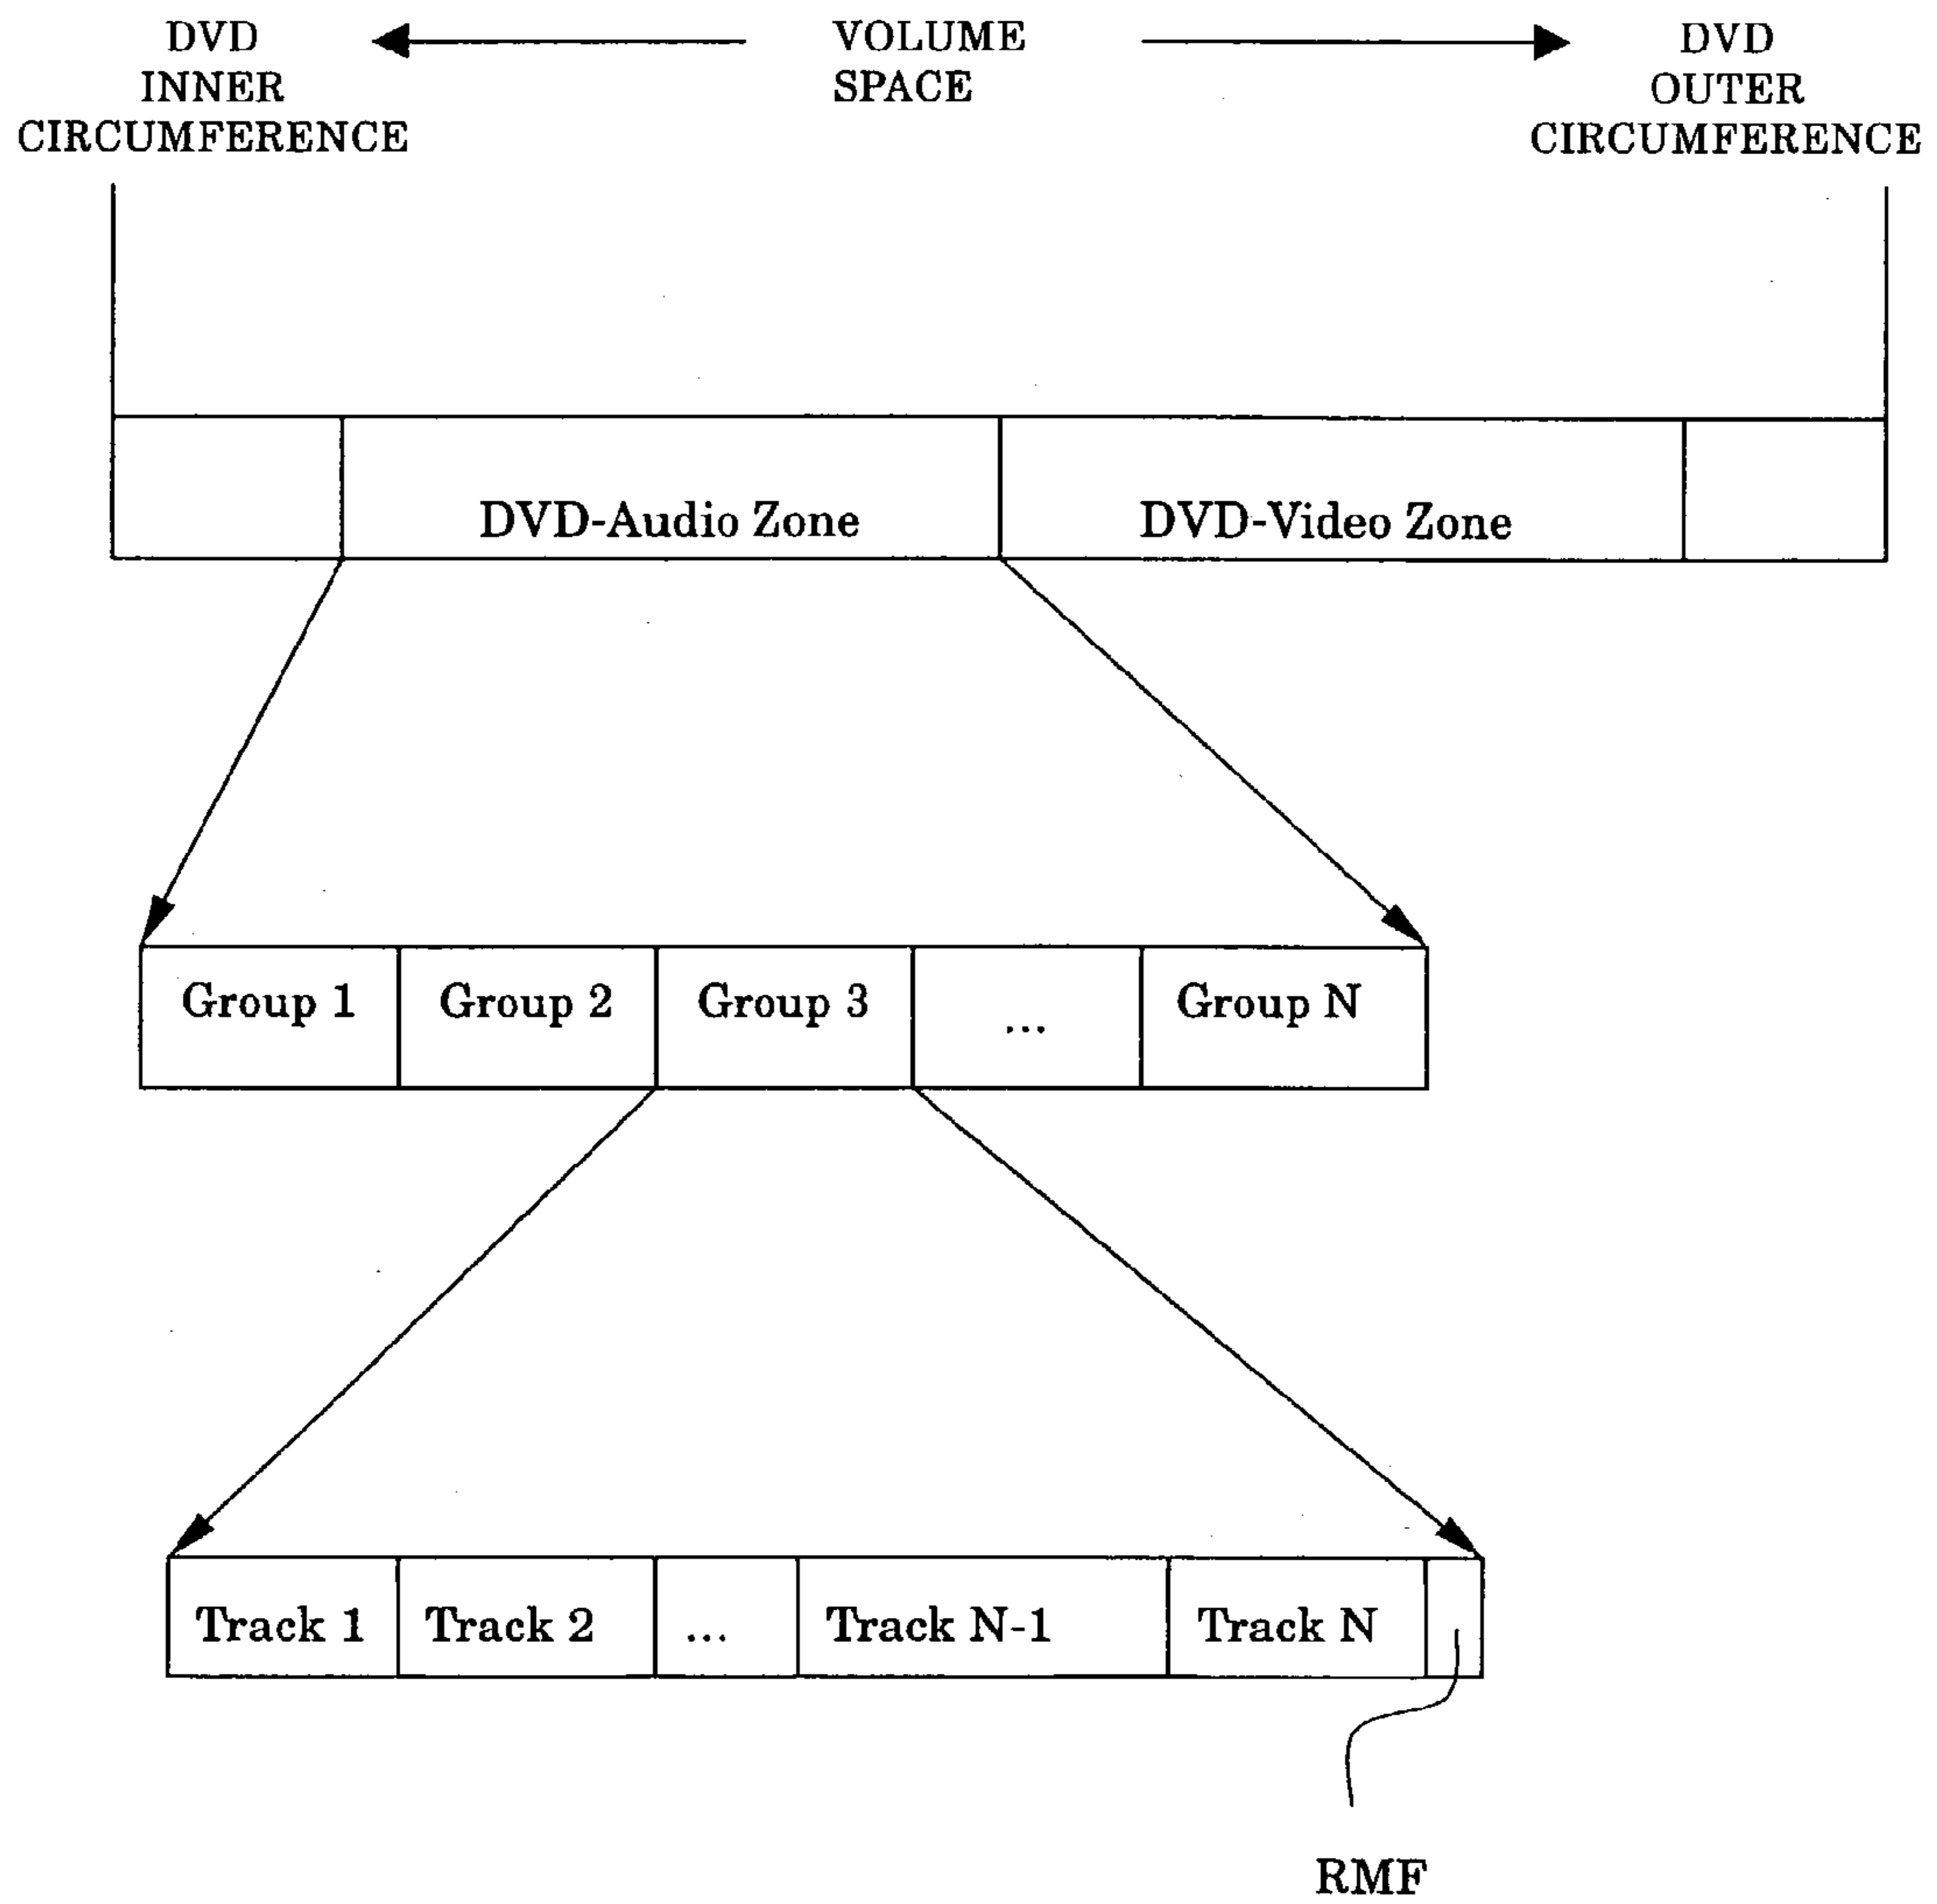 DVD
INNER
CIRCUMFERENCE
VOLUME
SPACE
DVD
OUTER
CIRCUMFERENCE
DVD-Audio Zone
DVD-Video Zone
Group 1
Group 2
Group 3
...
Group N
Track 1
Track 2
...
Track N-1
Track N
RMF